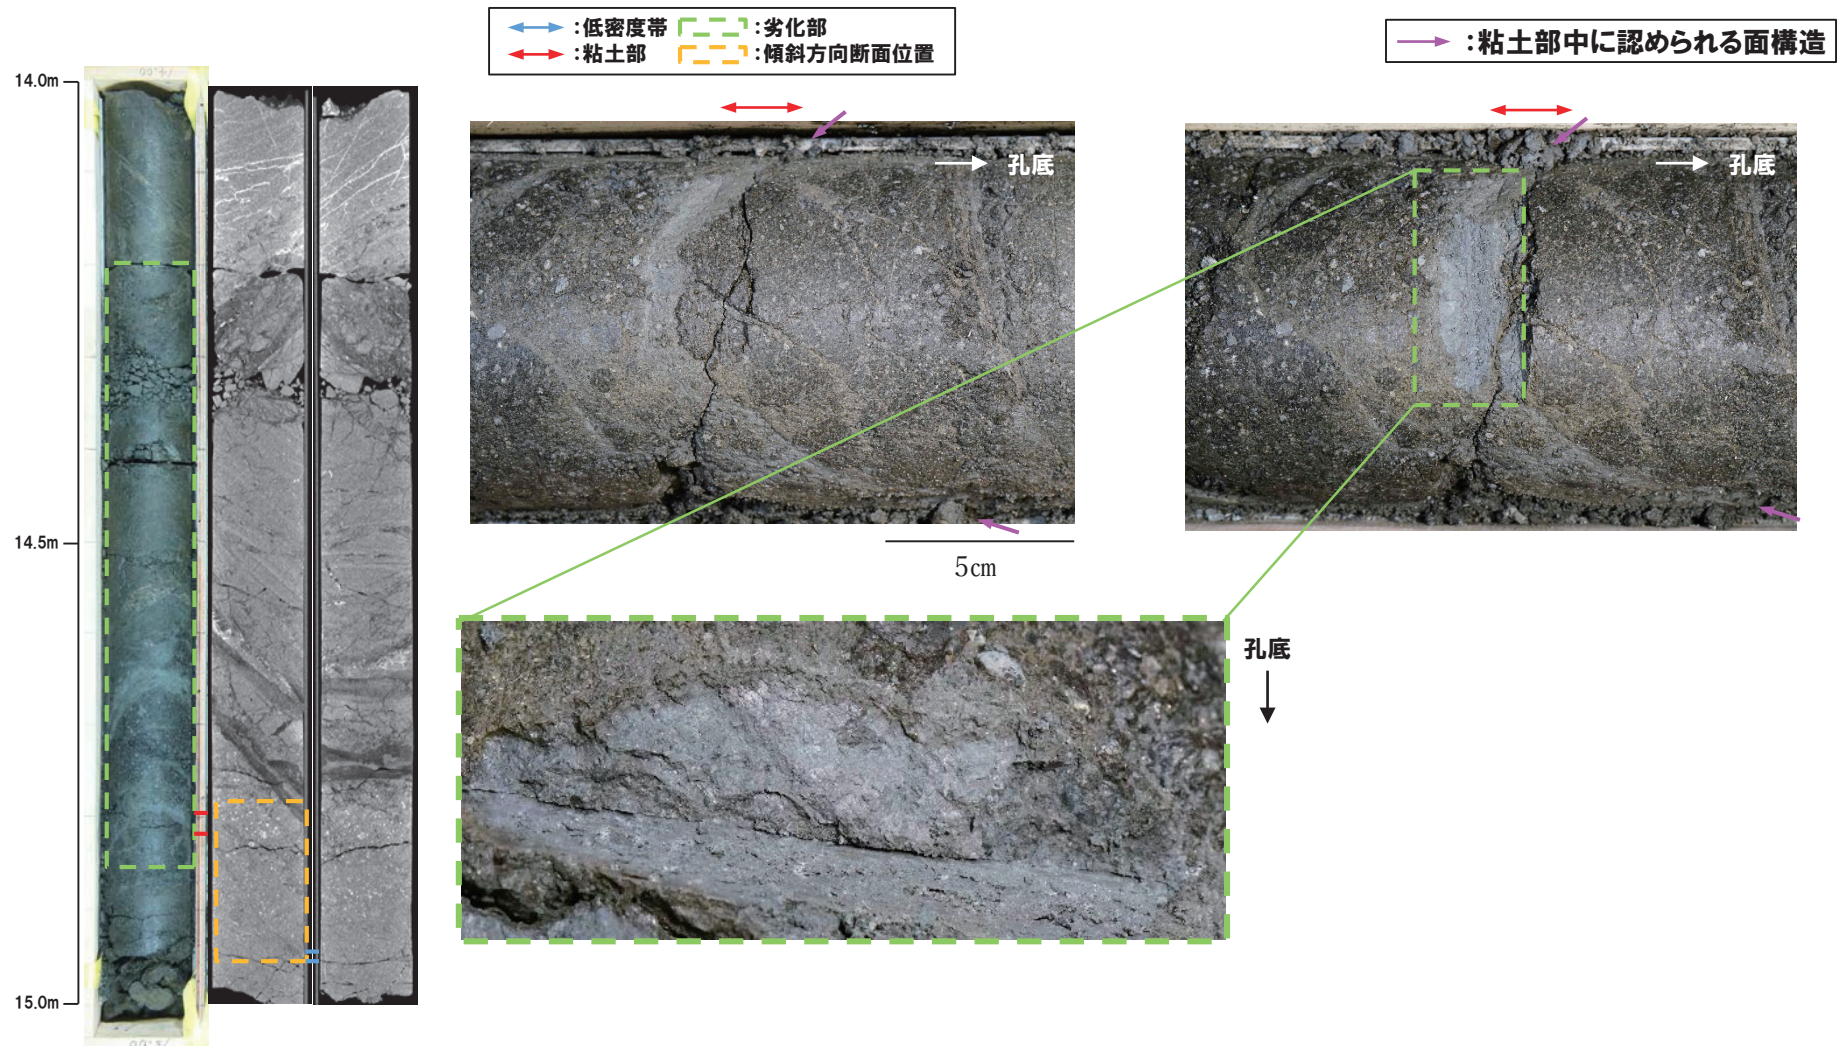 :低密度帯 :劣化部
:粘土部 :傾斜方向断面位置
:粘土部中に認められる面構造
14.0m
14.00
孔底
孔底
14.5m
5cm
孔底
15.0m